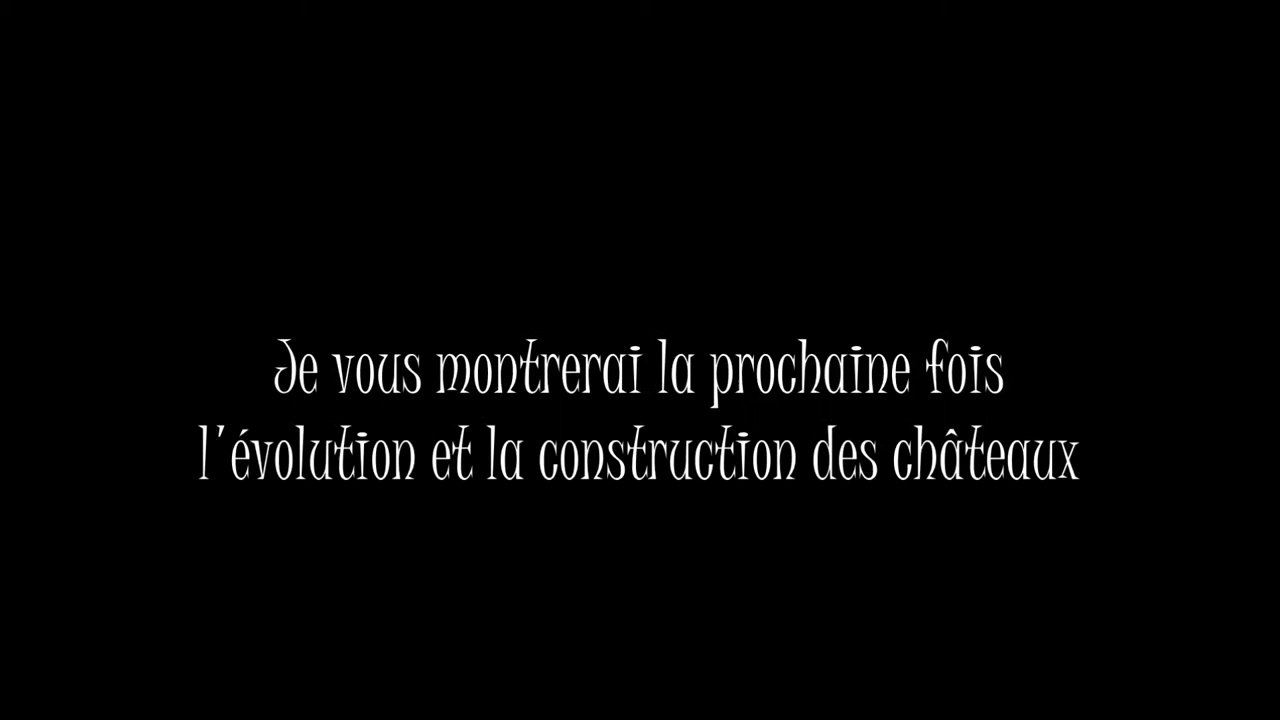 Je vous montrerai la prochaine fois
l'évolution et la construction des châteaux